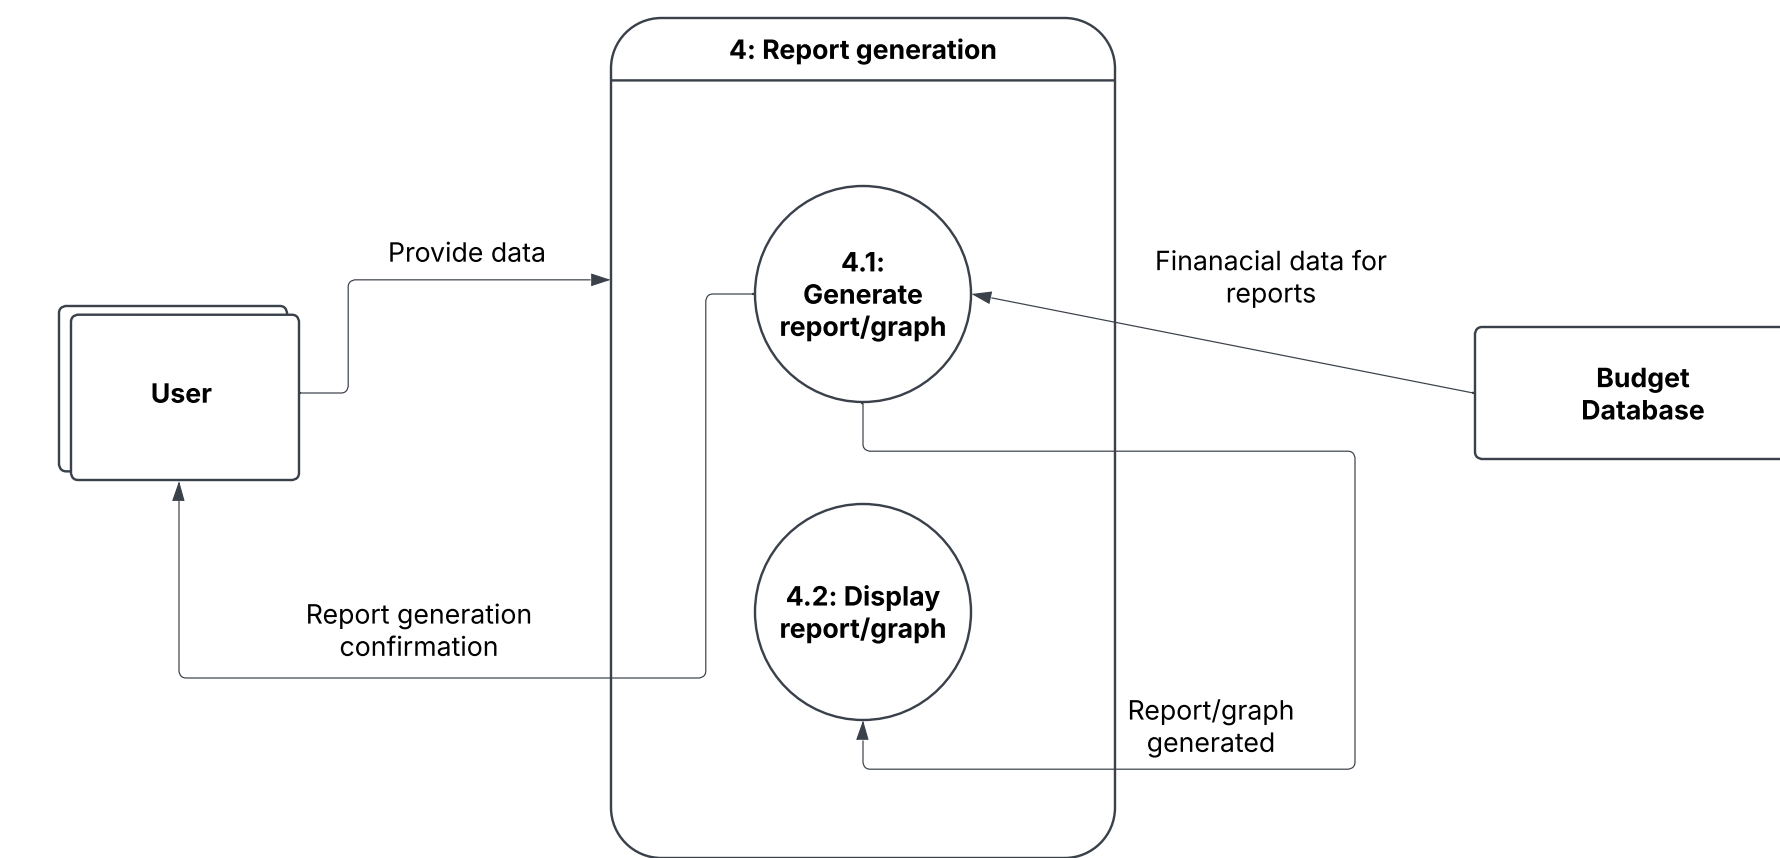 4: Report generation
Provide data
4.1:
Generate
report/graph
Finanacial data for
reports
User
Budget
Database
4.2: Display
report/graph
Report generation
confirmation
Report/graph
generated